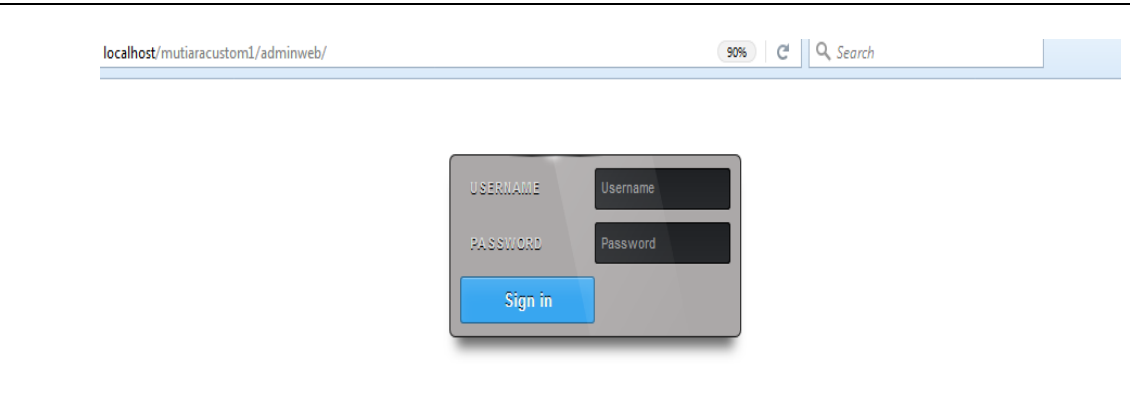 localhost/mutiaracustom1/adminweb/ 90% Search
USERNAME Username
PASSWORD Password
Sign in